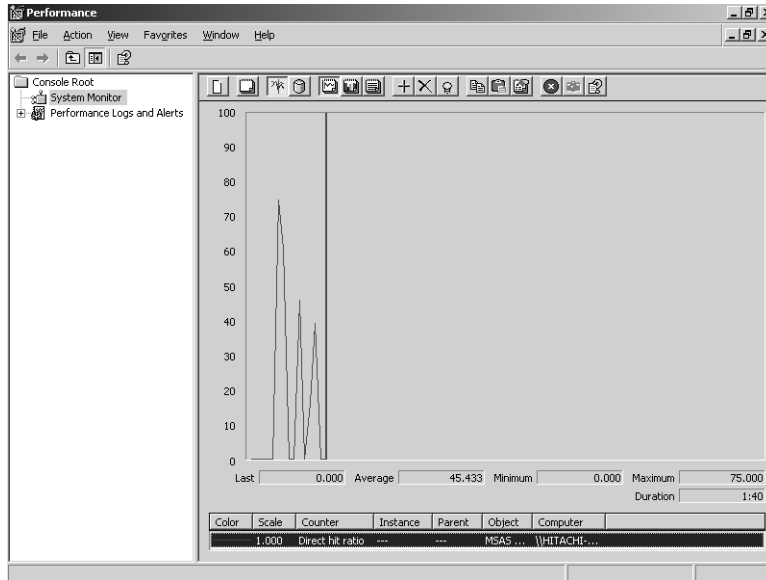 Performance
File Action View Favorites Window Help
Console Root
System Monitor
Performance Logs and Alerts
100
90
80
70
60
50
40
30
20
10
0
Last 0.000 Average 45.433 Minimum 0.000 Maximum 75.000
Duration 1:40
Color Scale Counter Instance Parent Object Computer
1.000 Direct hit ratio --- --- MSAS ... \\HITACHI-...